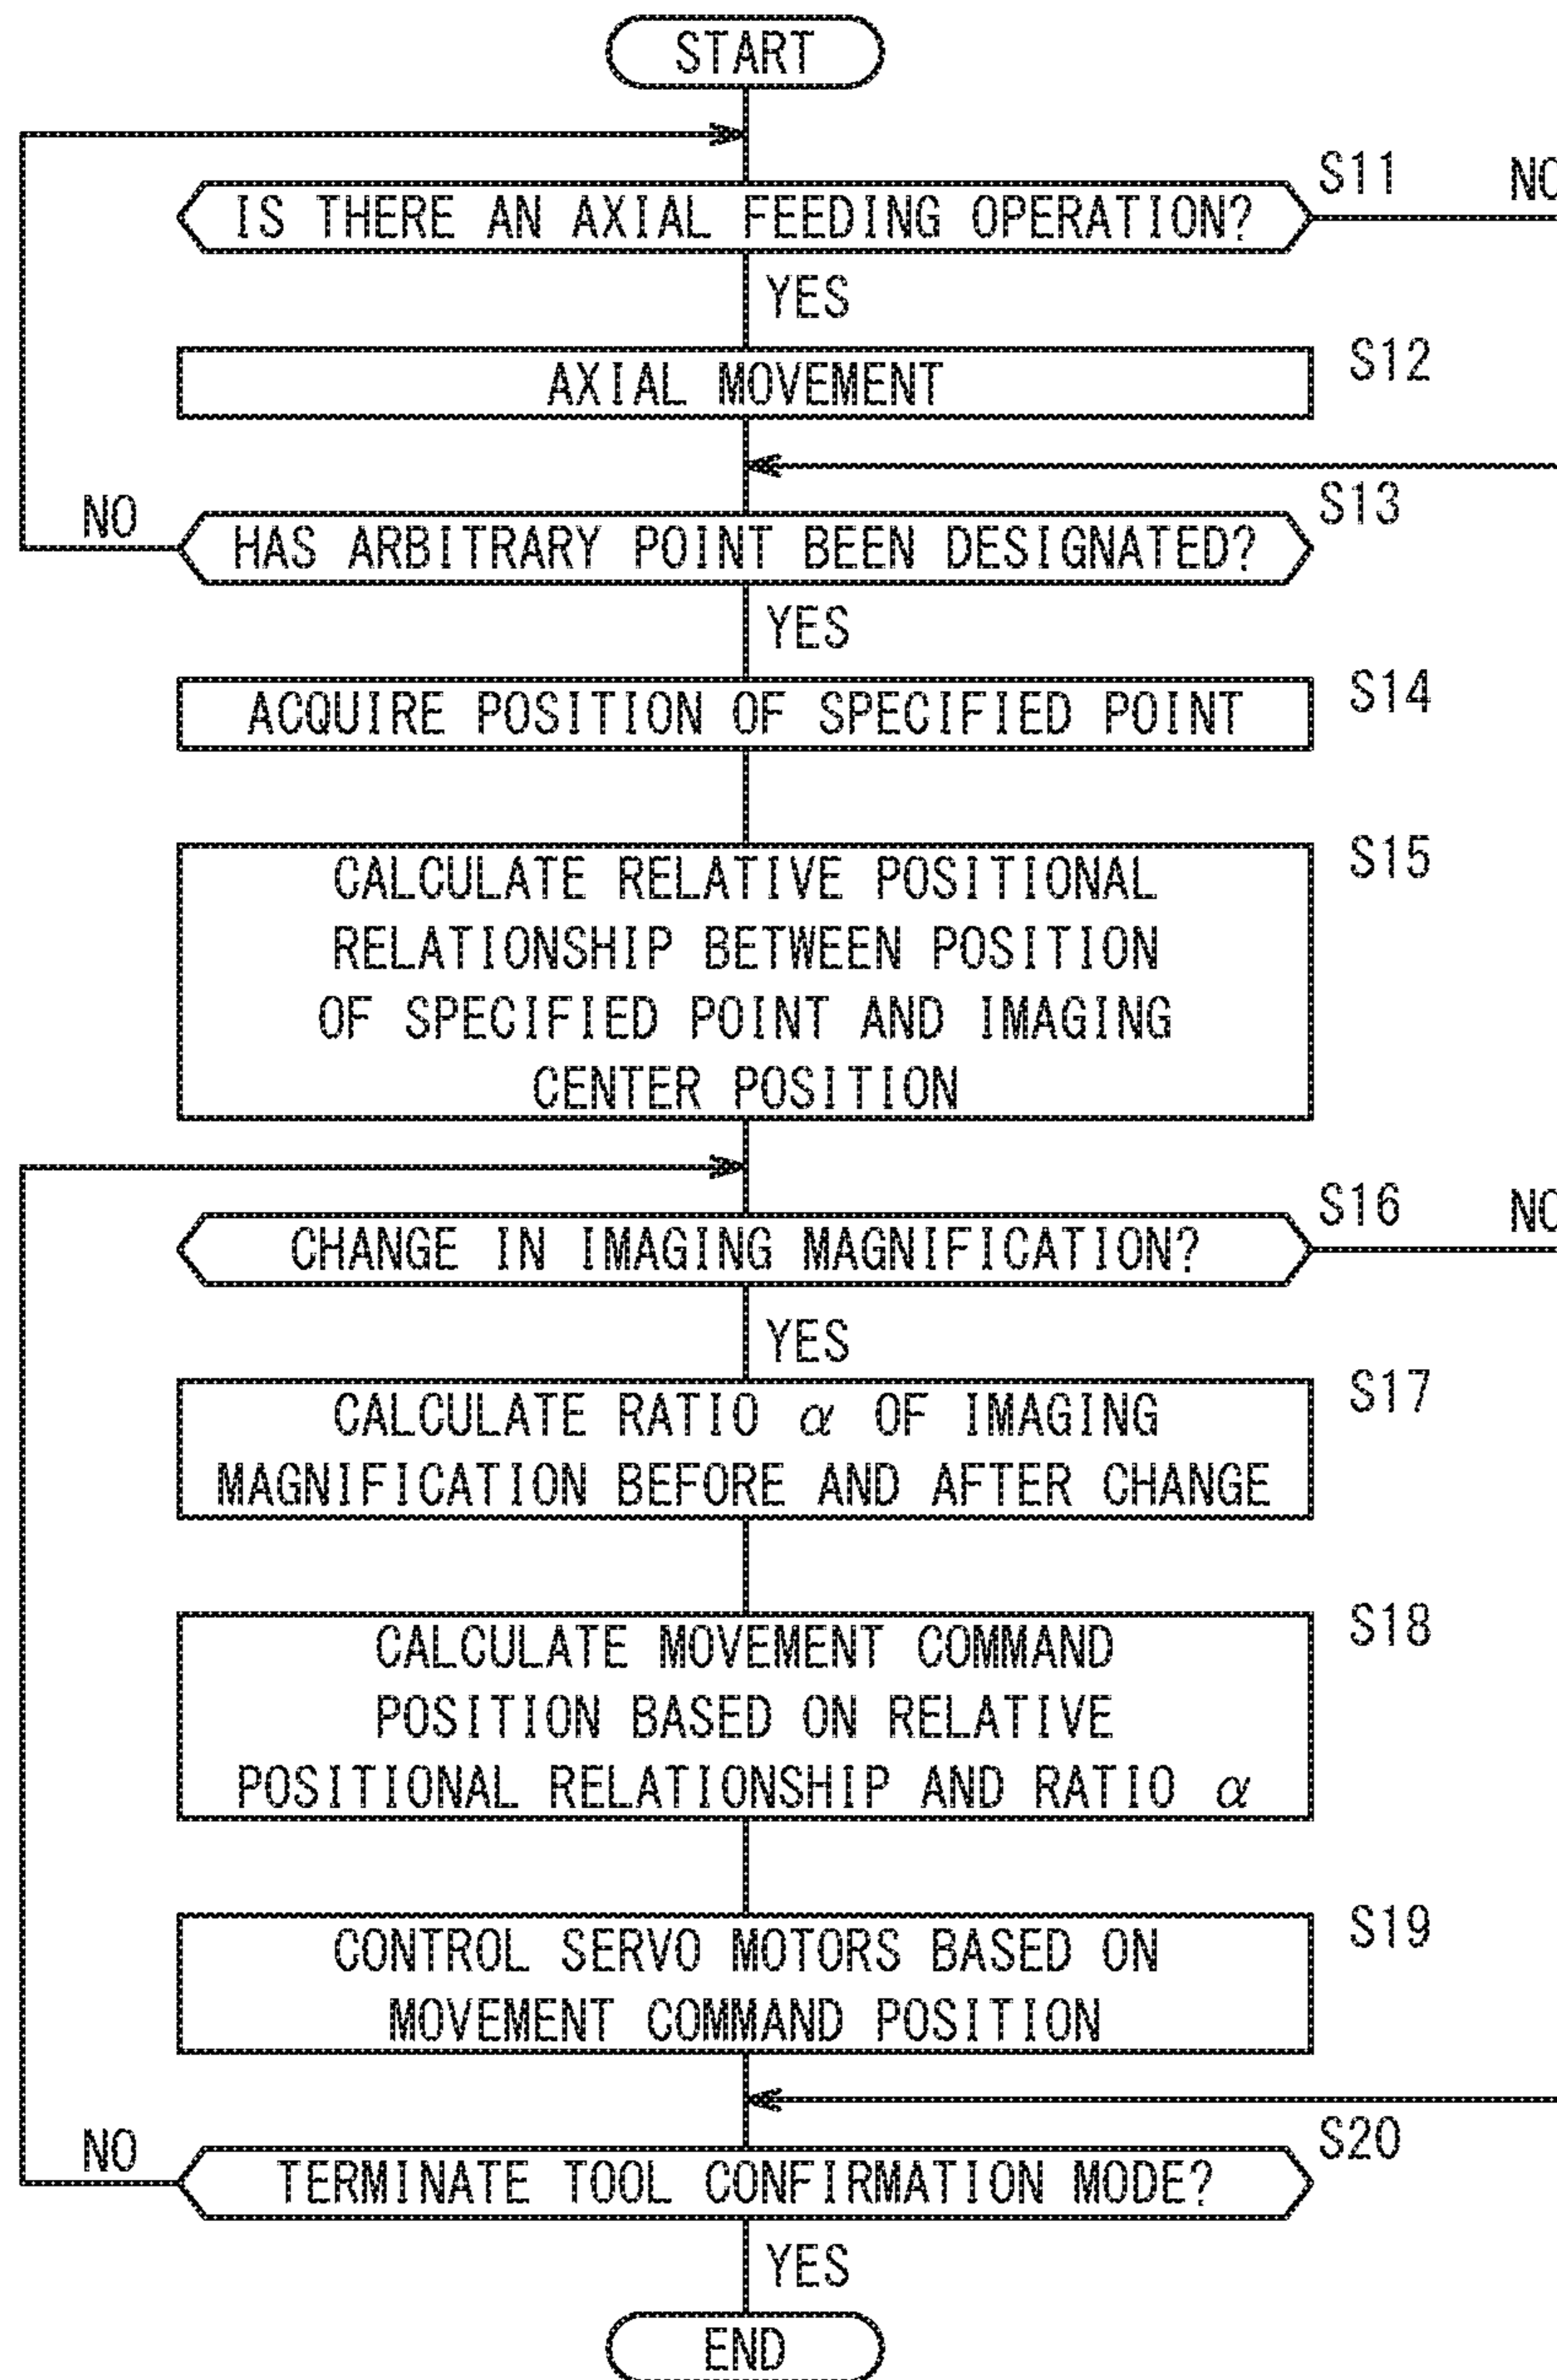 START
S11
NO
IS THERE AN AXIAL FEEDING OPERATION?
YES
S12
AXIAL MOVEMENT
S13
NO
HAS ARBITRARY POINT BEEN DESIGNATED?
YES
S14
ACQUIRE POSITION OF SPECIFIED POINT
S15
CALCULATE RELATIVE POSITIONAL
RELATIONSHIP BETWEEN POSITION
OF SPECIFIED POINT AND IMAGING
CENTER POSITION
S16
NO
CHANGE IN IMAGING MAGNIFICATION?
YES
S17
CALCULATE RATIO α OF IMAGING
MAGNIFICATION BEFORE AND AFTER CHANGE
S18
CALCULATE MOVEMENT COMMAND
POSITION BASED ON RELATIVE
POSITIONAL RELATIONSHIP AND RATIO α
S19
CONTROL SERVO MOTORS BASED ON
MOVEMENT COMMAND POSITION
S20
NO
TERMINATE TOOL CONFIRMATION MODE?
YES
END